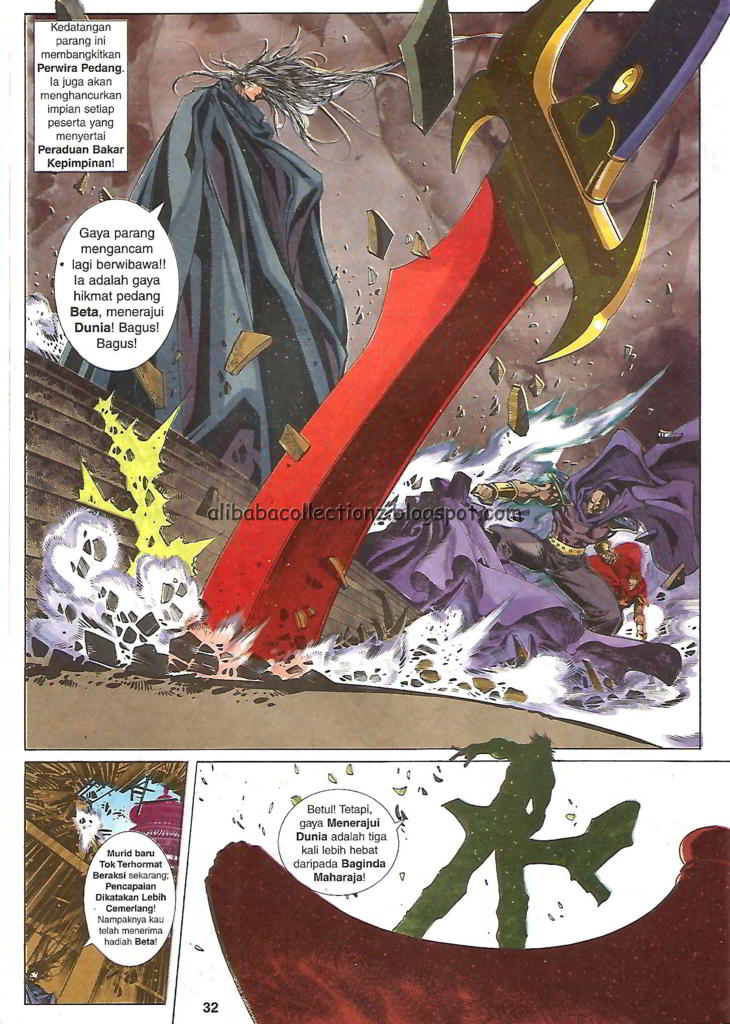 Kedatangan
parang ini
membangkitkan
Perwira Pedang.
Ia juga akan
menghancurkan
impian setiap
peserta yang
menyertai
Peraduan Bakar
Kepimpinan!
S
Gaya parang
mengancam
lagi berwibawa!!
Ia adalah gaya
hikmat pedang
Beta, menerajui
Dunia! Bagus!
Bagus!
alibabacollectionz.blogspot.com
Murid baru
Tok Terhormat
Beraksi sekarang;
Pencapaian
Dikatakan Lebih
Cemerlang!
Nampaknya kau
telah menerima
hadiah Beta!
Betul! Tetapi,
gaya Menerajui
Dunia adalah tiga
kali lebih hebat
daripada Baginda
Maharaja!
32